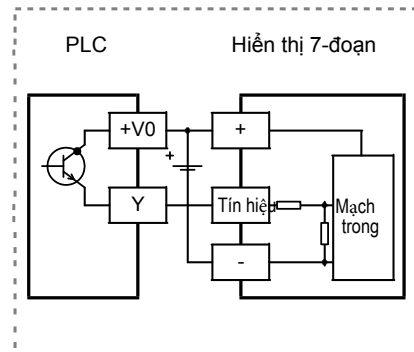 PLC
Hiển thị 7-đoạn
+V0
+
+
Y
Tín hiệu
Mạch
trong
-